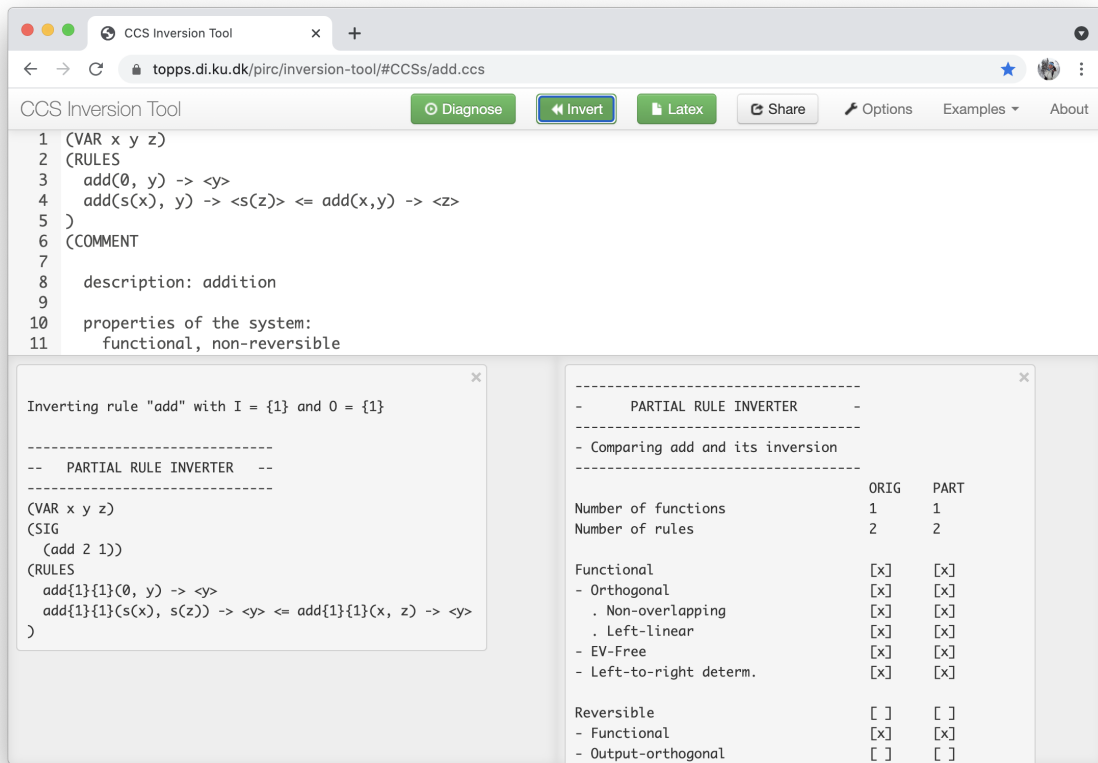 CCS Inversion Tool
topps.di.ku.dk/pirc/inversion-tool/#CCSs/add.ccs
CCS Inversion Tool Diagnose Invert Latex Share Options Examples About
1 (VAR x y z)
2 (RULES
3 add(0, y) -> <y>
4 add(s(x), y) -> <s(z)> <= add(x,y) -> <z>
5 )
6 (COMMENT
7
8 description: addition
9
10 properties of the system:
11 functional, non-reversible
Inverting rule "add" with I = {1} and O = {1}
-------------------------------
-- PARTIAL RULE INVERTER --
-------------------------------
(VAR x y z)
(SIG
(add 2 1))
(RULES
add{1}{1}(0, y) -> <y>
add{1}{1}(s(x), s(z)) -> <y> <= add{1}{1}(x, z) -> <y>
)
------------------------------------
- PARTIAL RULE INVERTER -
------------------------------------
- Comparing add and its inversion
------------------------------------
ORIG PART
Number of functions 1 1
Number of rules 2 2
Functional [x] [x]
- Orthogonal [x] [x]
. Non-overlapping [x] [x]
. Left-linear [x] [x]
- EV-Free [x] [x]
- Left-to-right determ. [x] [x]
Reversible [ ] [ ]
- Functional [x] [x]
- Output-orthogonal [ ] [ ]